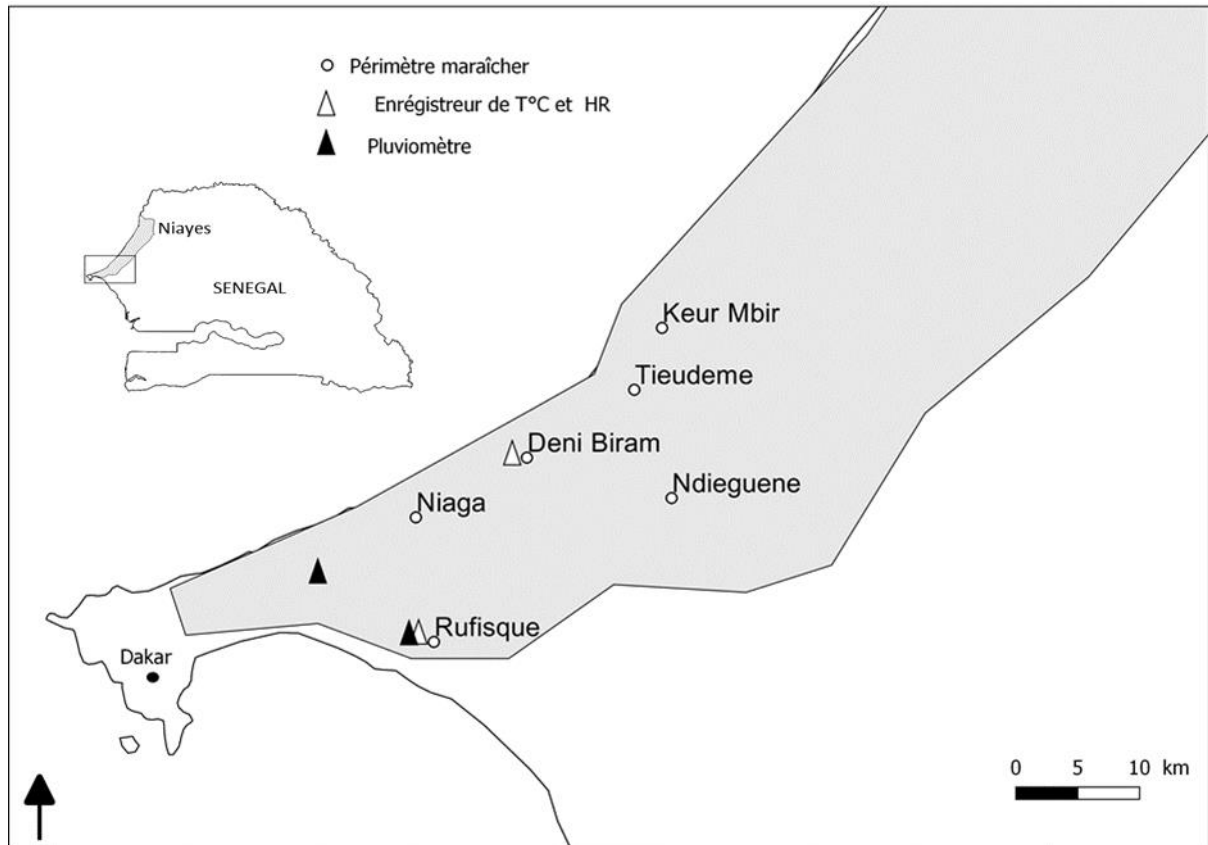 Périmètre maraîcher
Enrégistreur de T°C et HR
Pluviomètre
Niayes
SENEGAL
Keur Mbir
Tieudeme
Deni Biram
Ndieguene
Niaga
Rufisque
Dakar
0 5 10 km